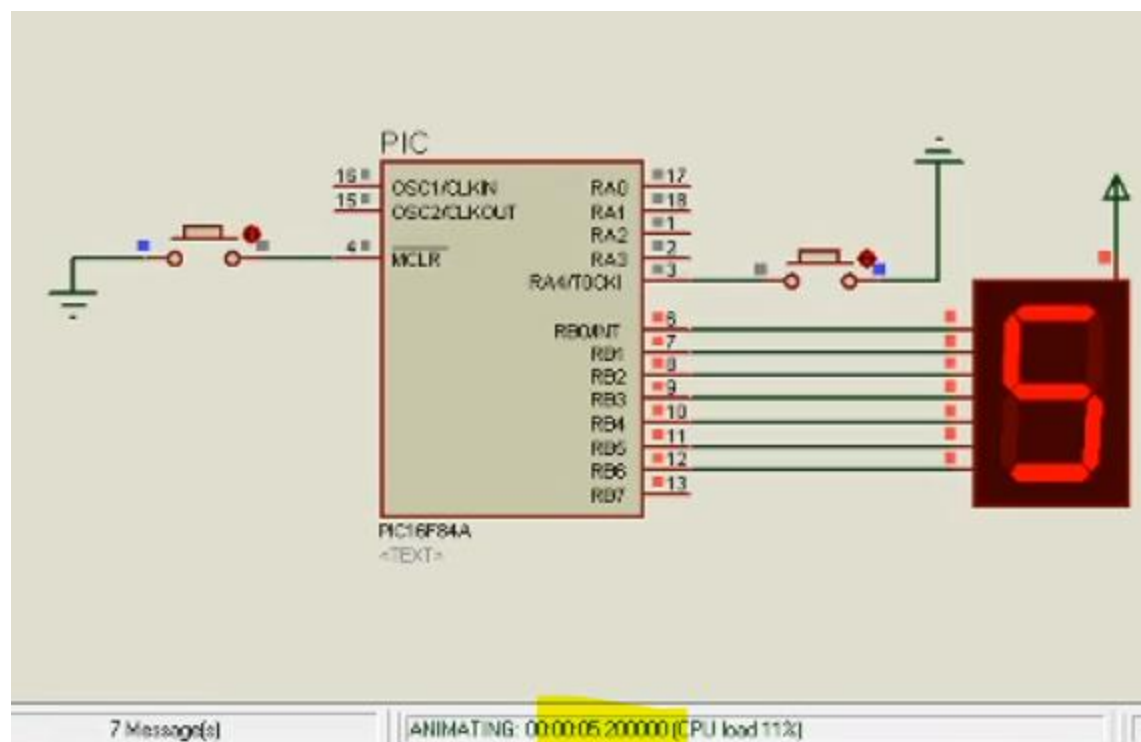 PIC
16 OSC1/CLKIN RA0 17
15 OSC2/CLKOUT RA1 18
RA2 1
4 MCLR RA3 2
RA4/T0CKI 3
RB0/INT 6
RB1 7
RB2 8
RB3 9
RB4 10
RB5 11
RB6 12
RB7 13
PIC16F84A
<TEXT>
5
7 Message(s) ANIMATING: 00:00:05.200000 (CPU load 11%)